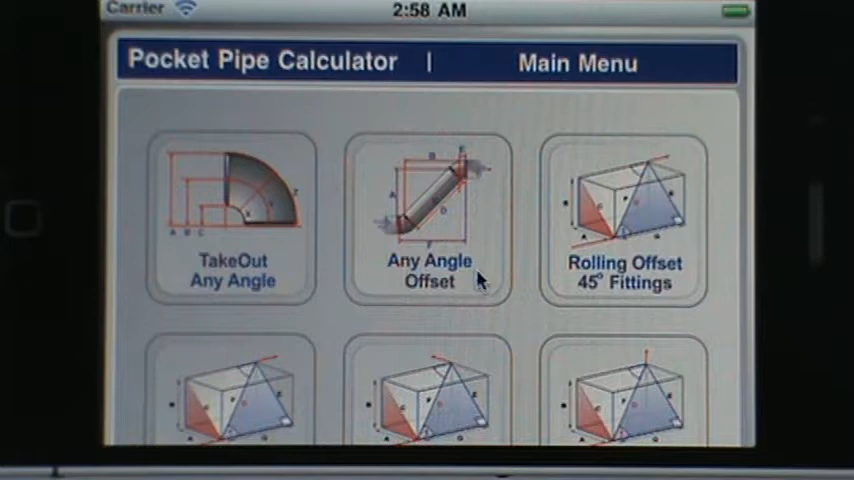 Carrier 2:58 AM
Pocket Pipe Calculator | Main Menu
TakeOut
Any Angle
Any Angle
Offset
Rolling Offset
45° Fittings